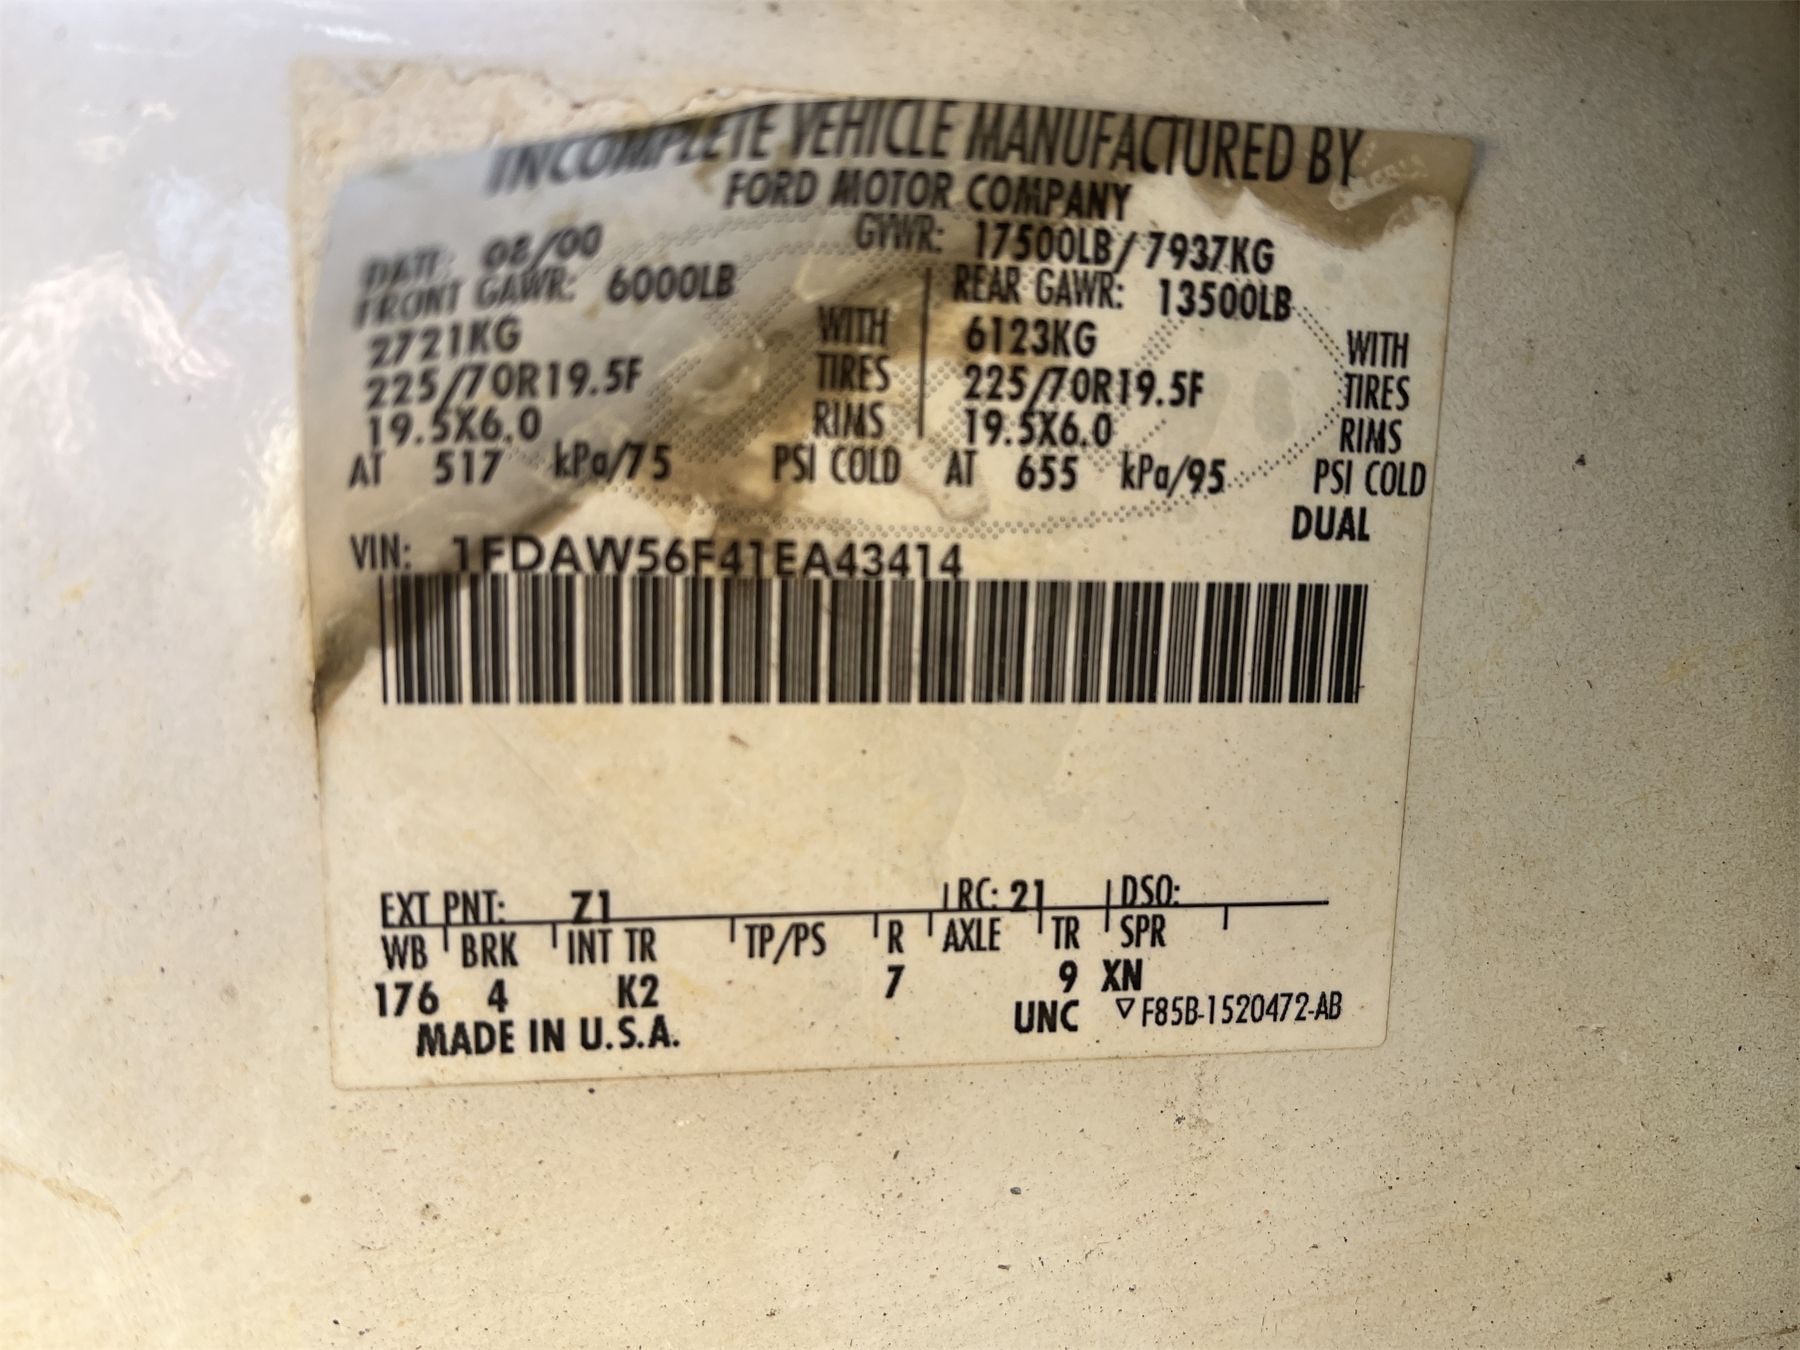 INCOMPLETE VEHICLE MANUFACTURED BY
FORD MOTOR COMPANY
DATE: 08/00 GVWR: 17500LB/7937KG
FRONT GAWR: 6000LB REAR GAWR: 13500LB
2721KG WITH 6123KG WITH
225/70R19.5F TIRES 225/70R19.5F TIRES
19.5X6.0 RIMS 19.5X6.0 RIMS
AT 517 kPa/75 PSI COLD AT 655 kPa/95 PSI COLD
DUAL
VIN: 1FDAW56F41EA43414
EXT PNT: Z1 RC: 21 DSO:
WB BRK INT TR TP/PS R AXLE TR SPR
176 4 K2 7 9 XN
MADE IN U.S.A. UNC ▽F85B-1520472-AB